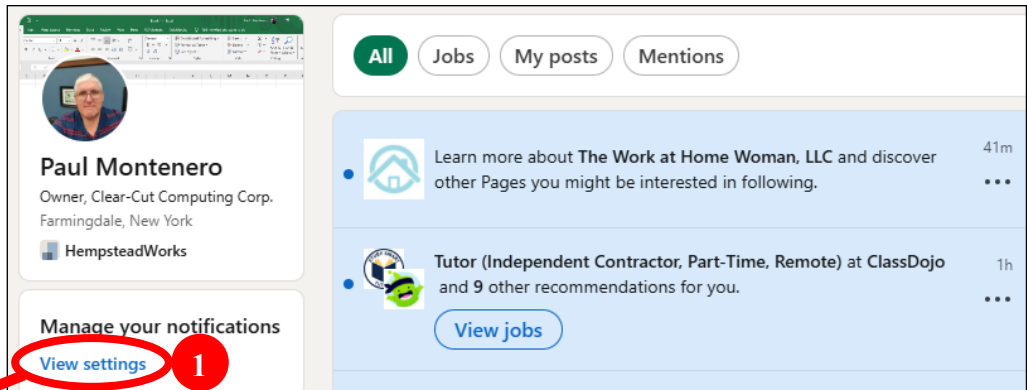 All
Jobs
My posts
Mentions
Paul Montenero
Owner, Clear-Cut Computing Corp.
Farmingdale, New York
HempsteadWorks
Manage your notifications
View settings
1
Learn more about The Work at Home Woman, LLC and discover
other Pages you might be interested in following.
41m
Tutor (Independent Contractor, Part-Time, Remote) at ClassDojo
and 9 other recommendations for you.
1h
View jobs